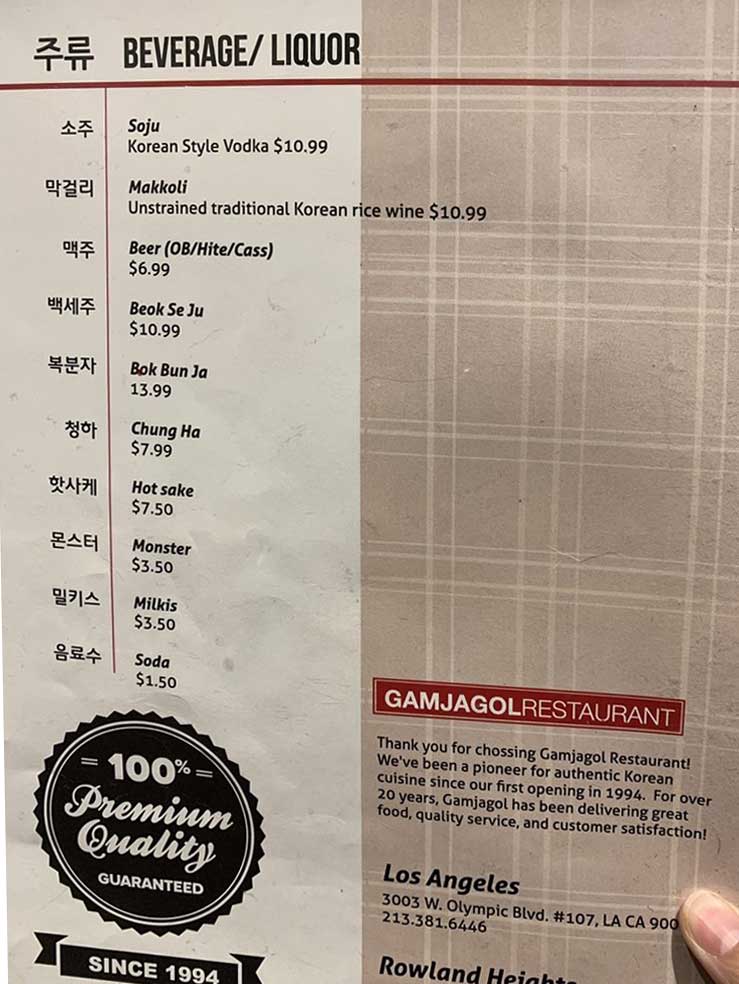 주류 BEVERAGE/ LIQUOR
소주 Soju
Korean Style Vodka $10.99
막걸리 Makkoli
Unstrained traditional Korean rice wine $10.99
맥주 Beer (OB/Hite/Cass)
$6.99
백세주 Beok Se Ju
$10.99
복분자 Bok Bun Ja
13.99
청하 Chung Ha
$7.99
핫사케 Hot sake
$7.50
몬스터 Monster
$3.50
밀키스 Milkis
$3.50
음료수 Soda
$1.50
100%
Premium
Quality
GUARANTEED
SINCE 1994
GAMJAGOLRESTAURANT
Thank you for chossing Gamjagol Restaurant!
We've been a pioneer for authentic Korean
cuisine since our first opening in 1994. For over
20 years, Gamjagol has been delivering great
food, quality service, and customer satisfaction!
Los Angeles
3003 W. Olympic Blvd. #107, LA CA 900
213.381.6446
Rowland Heights